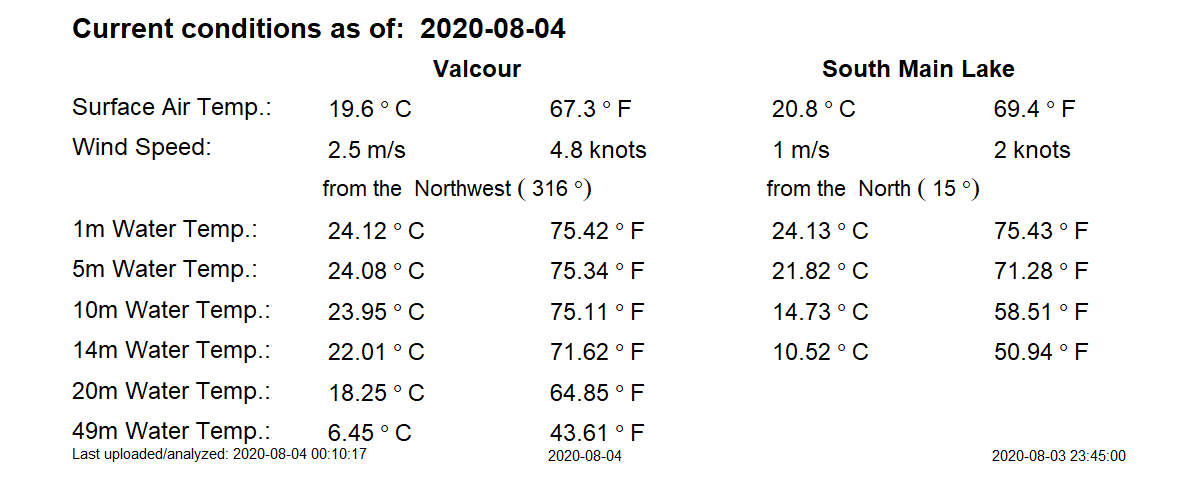 Current conditions as of: 2020-08-04
Valcour South Main Lake
Surface Air Temp.: 19.6 ° C 67.3 ° F 20.8 ° C 69.4 ° F
Wind Speed: 2.5 m/s 4.8 knots 1 m/s 2 knots
from the Northwest ( 316 °) from the North ( 15 °)
1m Water Temp.: 24.12 ° C 75.42 ° F 24.13 ° C 75.43 ° F
5m Water Temp.: 24.08 ° C 75.34 ° F 21.82 ° C 71.28 ° F
10m Water Temp.: 23.95 ° C 75.11 ° F 14.73 ° C 58.51 ° F
14m Water Temp.: 22.01 ° C 71.62 ° F 10.52 ° C 50.94 ° F
20m Water Temp.: 18.25 ° C 64.85 ° F
49m Water Temp.: 6.45 ° C 43.61 ° F
Last uploaded/analyzed: 2020-08-04 00:10:17 2020-08-04 2020-08-03 23:45:00